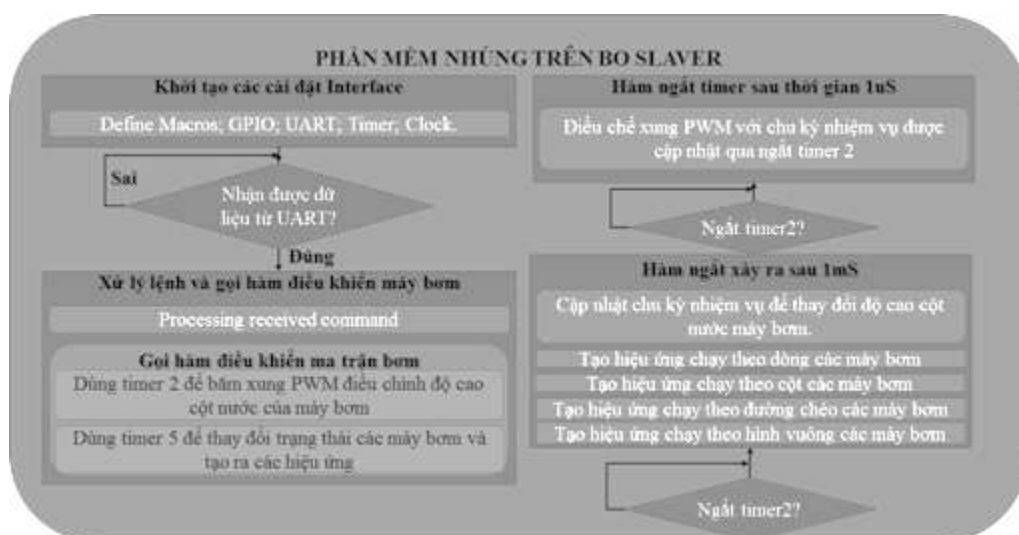 PHẦN MỀM NHÚNG TRÊN BO SLAVER
Khởi tạo các cài đặt Interface
Define Macros; GPIO; UART; Timer; Clock.
Sai
Nhận được dữ
liệu từ UART?
Đúng
Xử lý lệnh và gọi hàm điều khiển máy bơm
Processing received command
Gọi hàm điều khiển ma trận bơm
Dùng timer 2 để băm xung PWM điều chỉnh độ cao
cột nước của máy bơm
Dùng timer 5 để thay đổi trạng thái các máy bơm và
tạo ra các hiệu ứng
Hàm ngắt timer sau thời gian 1uS
Điều chế xung PWM với chu kỳ nhiệm vụ được
cập nhật qua ngắt timer 2
Ngắt timer2?
Hàm ngắt xảy ra sau 1mS
Cập nhật chu kỳ nhiệm vụ để thay đổi độ cao cột
nước máy bơm.
Tạo hiệu ứng chạy theo dòng các máy bơm
Tạo hiệu ứng chạy theo cột các máy bơm
Tạo hiệu ứng chạy theo đường chéo các máy bơm
Tạo hiệu ứng chạy theo hình vuông các máy bơm
Ngắt timer2?